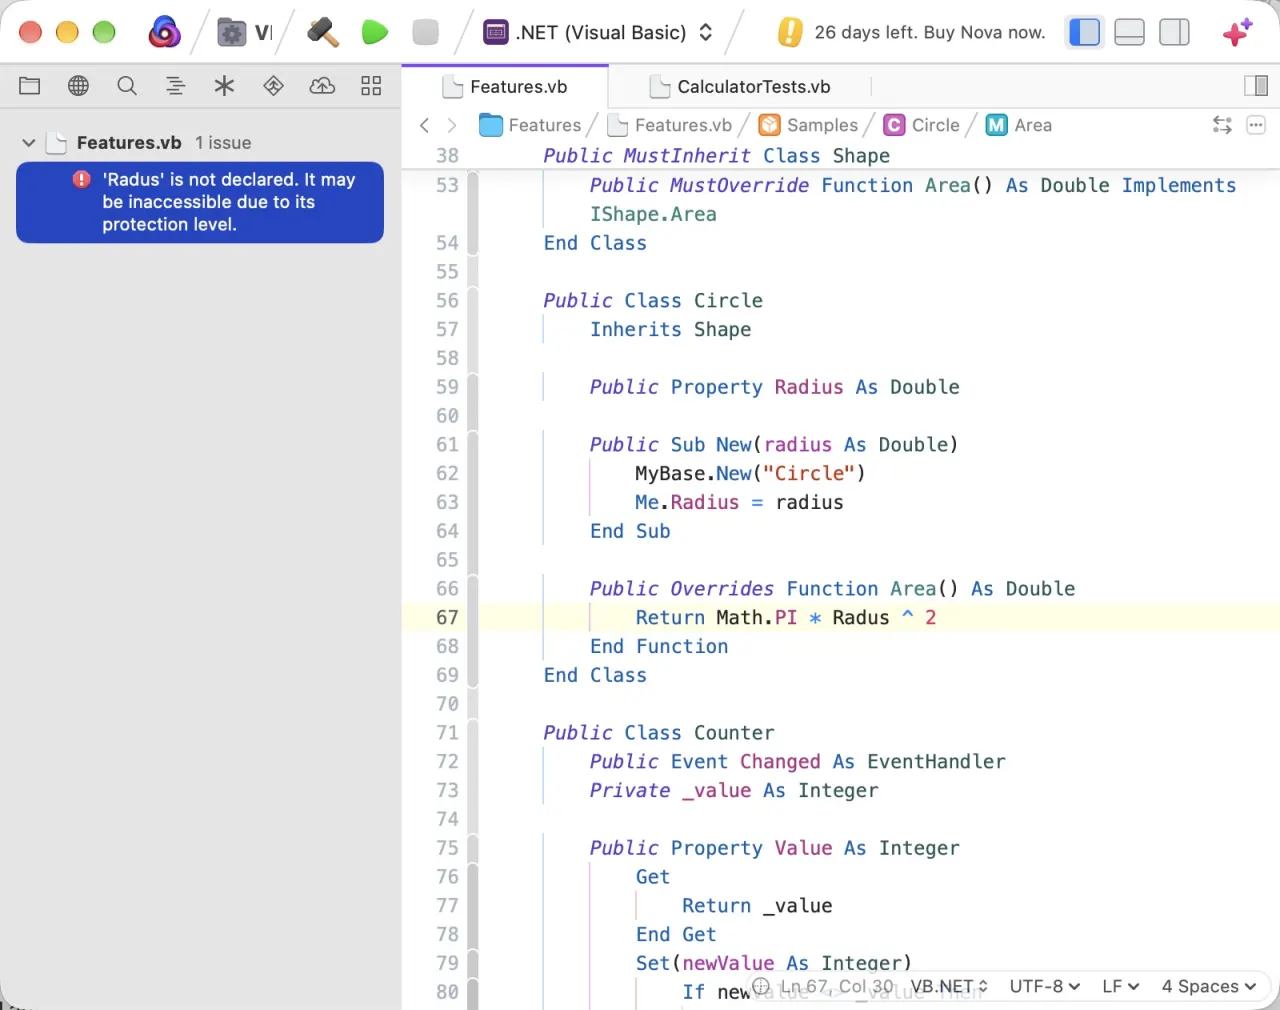 .NET (Visual Basic)
26 days left. Buy Nova now.
Features.vb
CalculatorTests.vb
Features
Features.vb
Samples
C Circle
M Area
Features.vb 1 issue
'Radus' is not declared. It may
be inaccessible due to its
protection level.
38 Public MustInherit Class Shape
53 Public MustOverride Function Area() As Double Implements
IShape.Area
54 End Class
55
56 Public Class Circle
57 Inherits Shape
58
59 Public Property Radius As Double
60
61 Public Sub New(radius As Double)
62 MyBase.New("Circle")
63 Me.Radius = radius
64 End Sub
65
66 Public Overrides Function Area() As Double
67 Return Math.PI * Radus ^ 2
68 End Function
69 End Class
70
71 Public Class Counter
72 Public Event Changed As EventHandler
73 Private _value As Integer
74
75 Public Property Value As Integer
76 Get
77 Return _value
78 End Get
79 Set(newValue As Integer)
80 If newValue <> _value Then
Ln 67, Col 30 VB.NET UTF-8 LF 4 Spaces